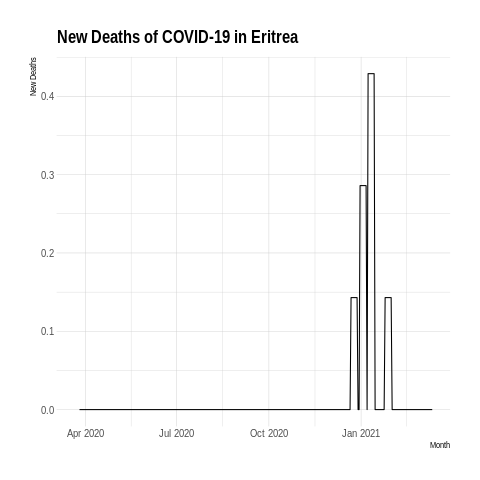 New Deaths of COVID-19 in Eritrea
New Deaths
0.4
0.3
0.2
0.1
0.0
Apr 2020 Jul 2020 Oct 2020 Jan 2021
Month